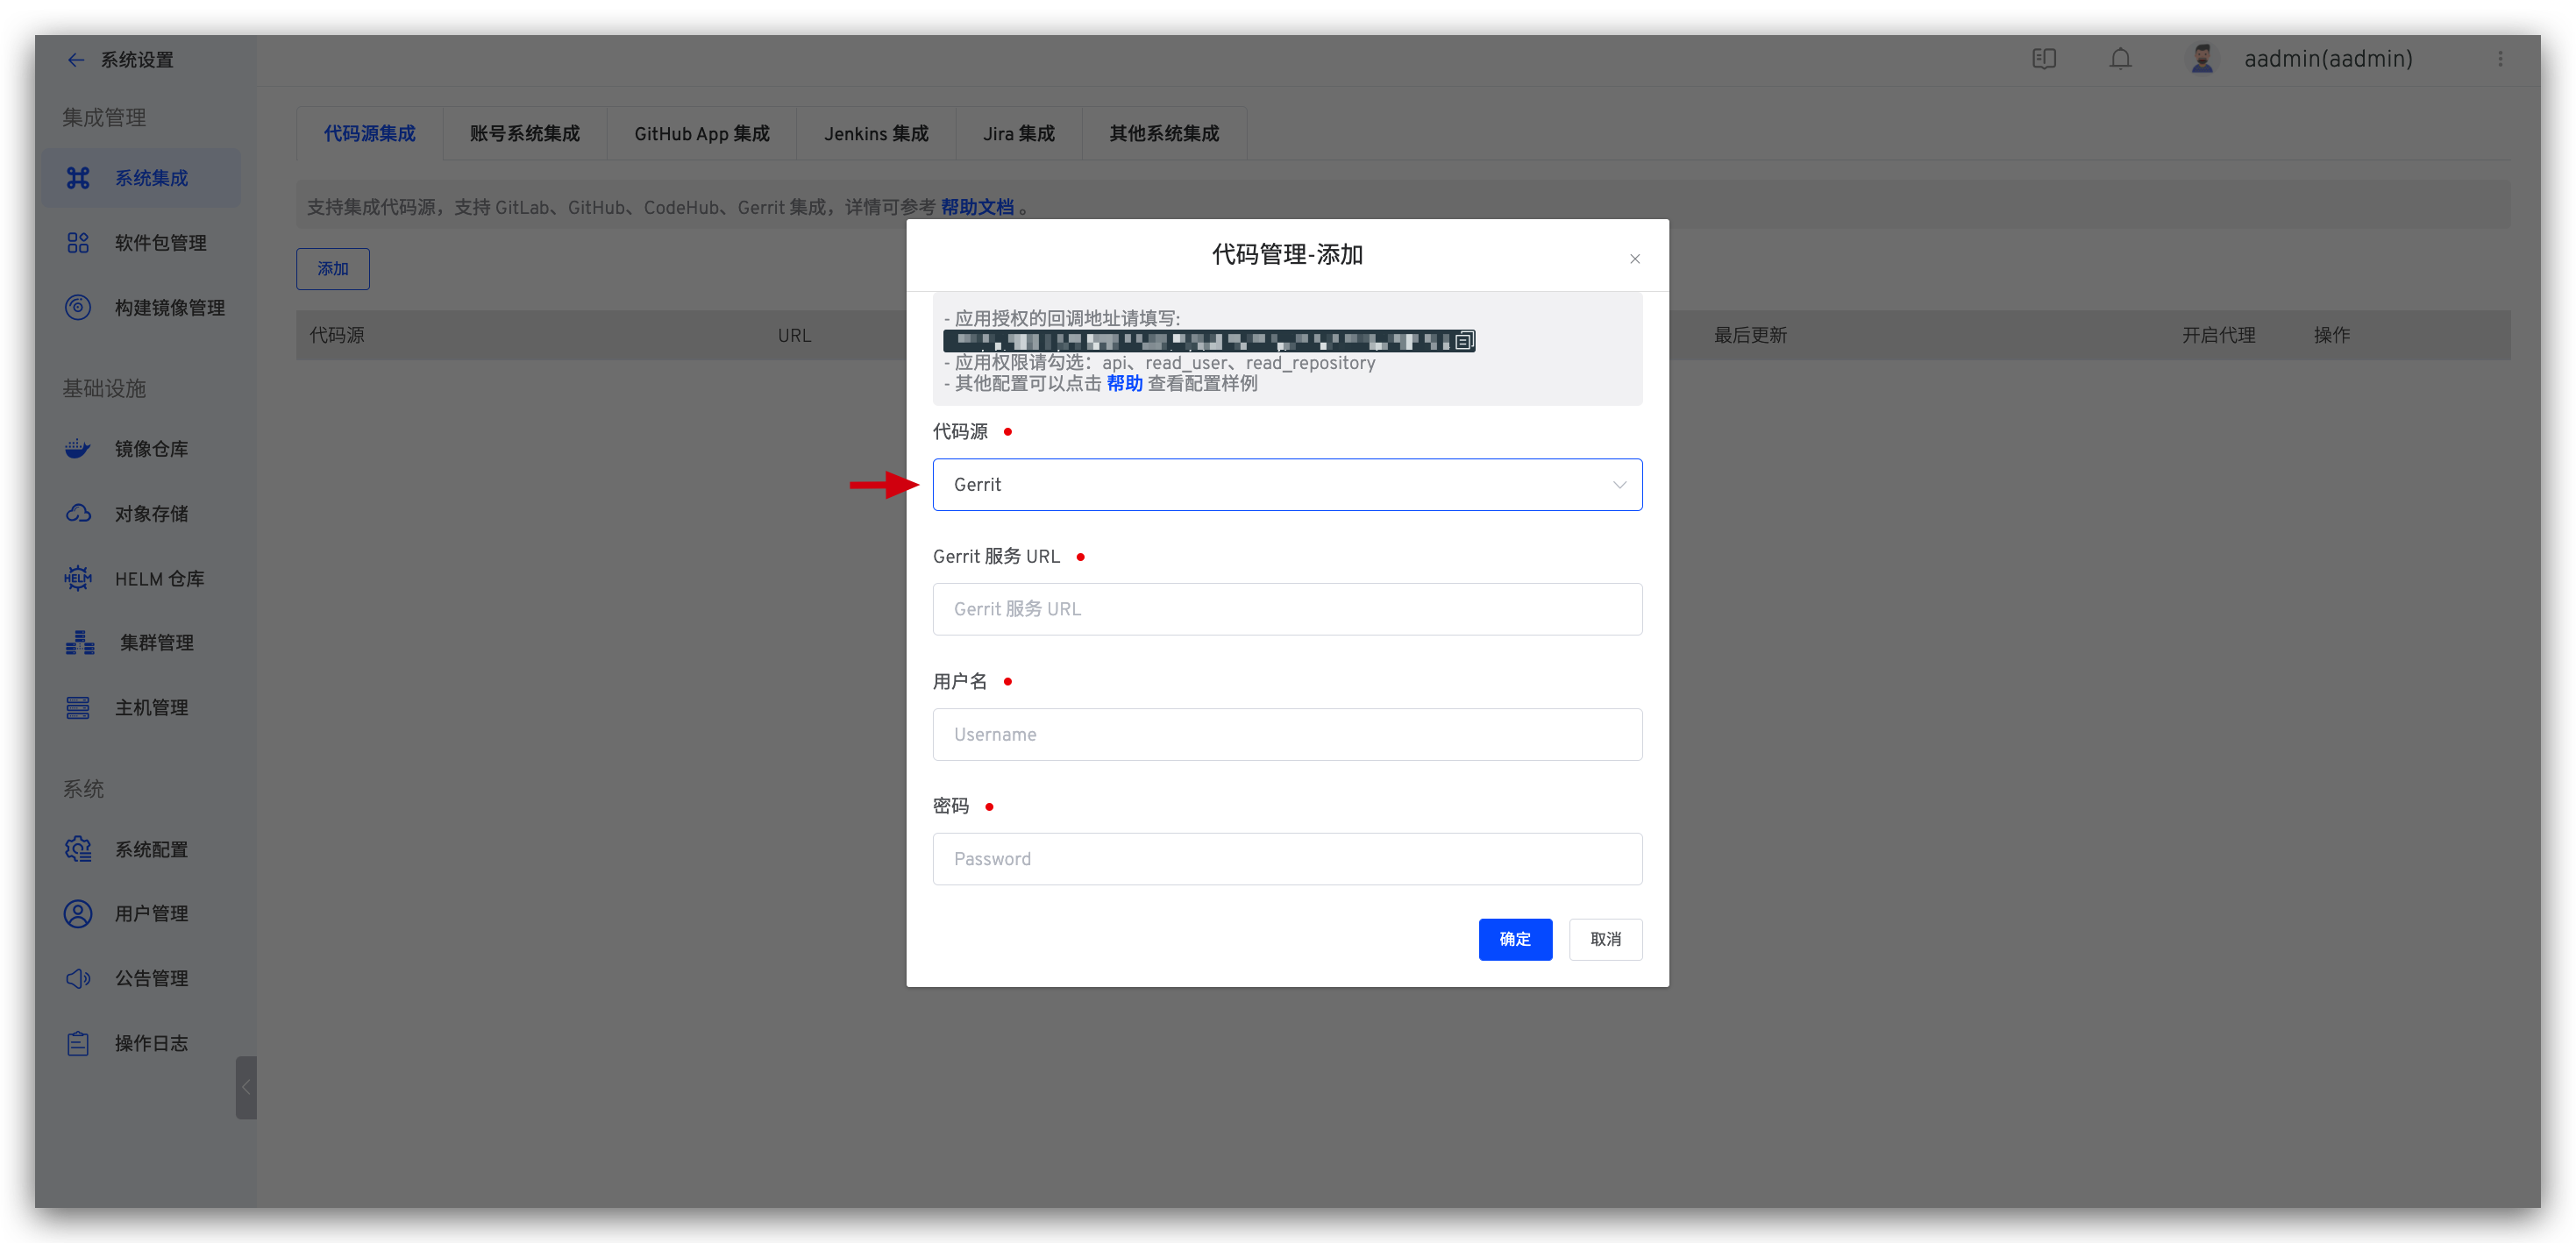 系统设置
aadmin(aadmin)
集成管理
系统集成
软件包管理
构建镜像管理
基础设施
镜像仓库
对象存储
HELM
HELM 仓库
集群管理
主机管理
系统
系统配置
用户管理
公告管理
操作日志
代码源集成 账号系统集成 GitHub App 集成 Jenkins 集成 Jira 集成 其他系统集成
支持集成代码源，支持 GitLab、GitHub、CodeHub、Gerrit 集成，详情可参考 帮助文档 。
添加
代码源 URL 最后更新 开启代理 操作
代码管理-添加
- 应用授权的回调地址请填写:
- 应用权限请勾选：api、read_user、read_repository
- 其他配置可以点击 帮助 查看配置样例
代码源
Gerrit
Gerrit 服务 URL
Gerrit 服务 URL
用户名
Username
密码
Password
确定 取消